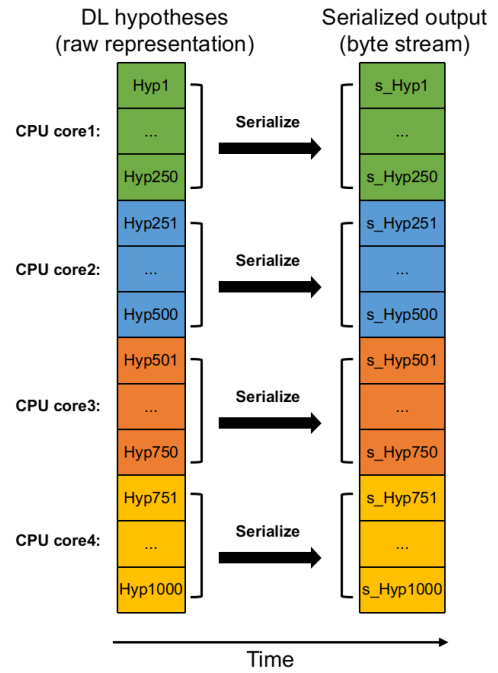 DL hypotheses
(raw representation)
Serialized output
(byte stream)
CPU core1:
Hyp1
...
Hyp250
Serialize
s_Hyp1
...
s_Hyp250
CPU core2:
Hyp251
...
Hyp500
Serialize
s_Hyp251
...
s_Hyp500
CPU core3:
Hyp501
...
Hyp750
Serialize
s_Hyp501
...
s_Hyp750
CPU core4:
Hyp751
...
Hyp1000
Serialize
s_Hyp751
...
s_Hyp1000
Time